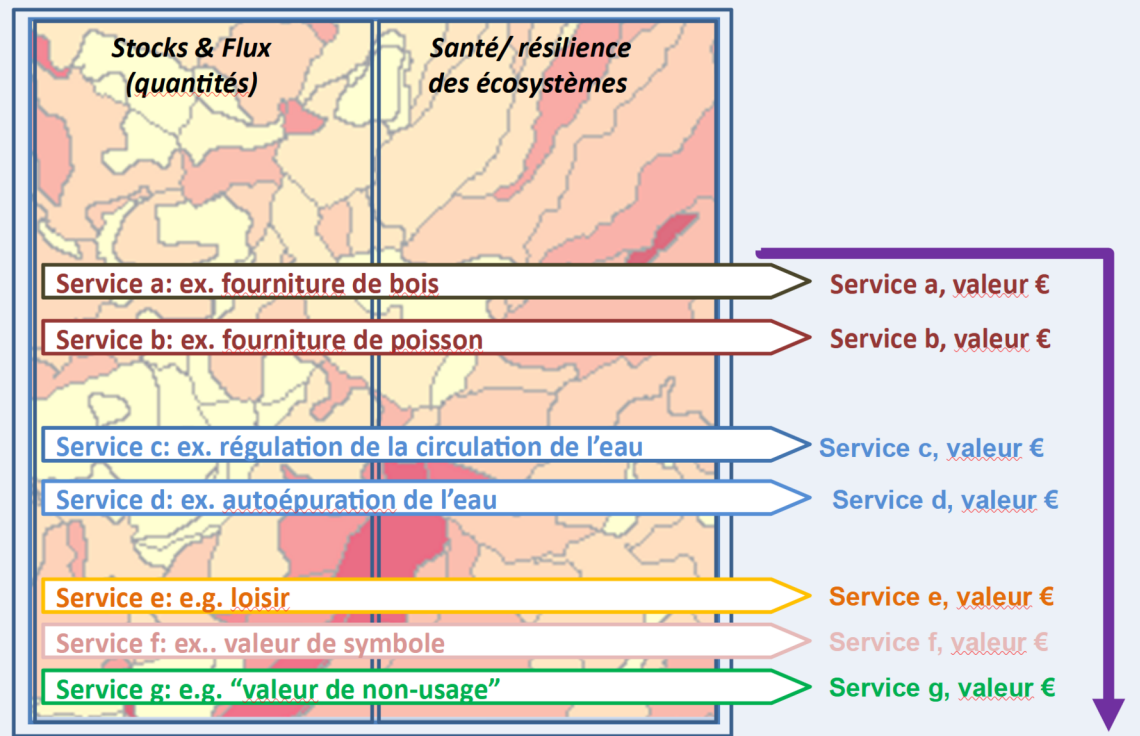 Stocks & Flux
(quantités)
Santé/ résilience
des écosystèmes
Service a: ex. fourniture de bois
Service a, valeur €
Service b: ex. fourniture de poisson
Service b, valeur €
Service c: ex. régulation de la circulation de l’eau
Service c, valeur €
Service d: ex. autoépuration de l’eau
Service d, valeur €
Service e: e.g. loisir
Service e, valeur €
Service f: ex.. valeur de symbole
Service f, valeur €
Service g: e.g. “valeur de non-usage”
Service g, valeur €